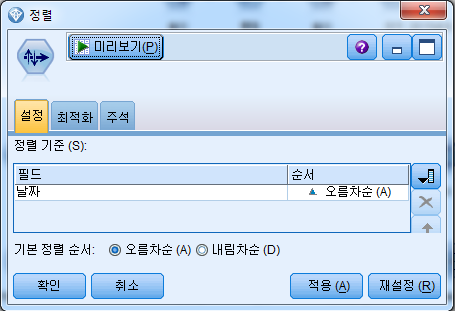 정렬
미리보기(P)
?
설정 최적화 주석
정렬 기준 (S):
필드 순서
날짜 오름차순 (A)
기본 정렬 순서: 오름차순 (A) 내림차순 (D)
확인 취소 적용 (A) 재설정 (R)